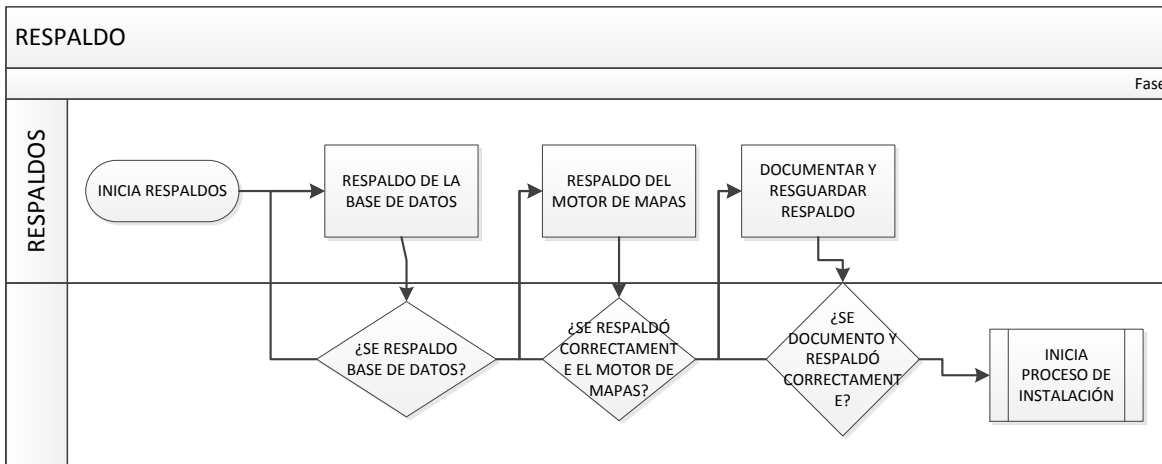 RESPALDO
Fase
RESPALDOS
INICIA RESPALDOS
RESPALDO DE LA
BASE DE DATOS
RESPALDO DEL
MOTOR DE MAPAS
DOCUMENTAR Y
RESGUARDAR
RESPALDO
¿SE RESPALDO
BASE DE DATOS?
¿SE RESPALDÓ
CORRECTAMENT
E EL MOTOR DE
MAPAS?
¿SE
DOCUMENTO Y
RESPALDÓ
CORRECTAMENT
E?
INICIA
PROCESO DE
INSTALACIÓN